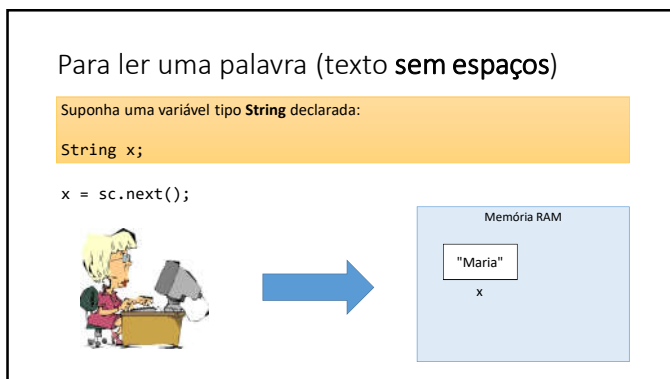 Para ler uma palavra (texto sem espaços)
Suponha uma variável tipo String declarada:
String x;
x = sc.next();
Memória RAM
"Maria"
x